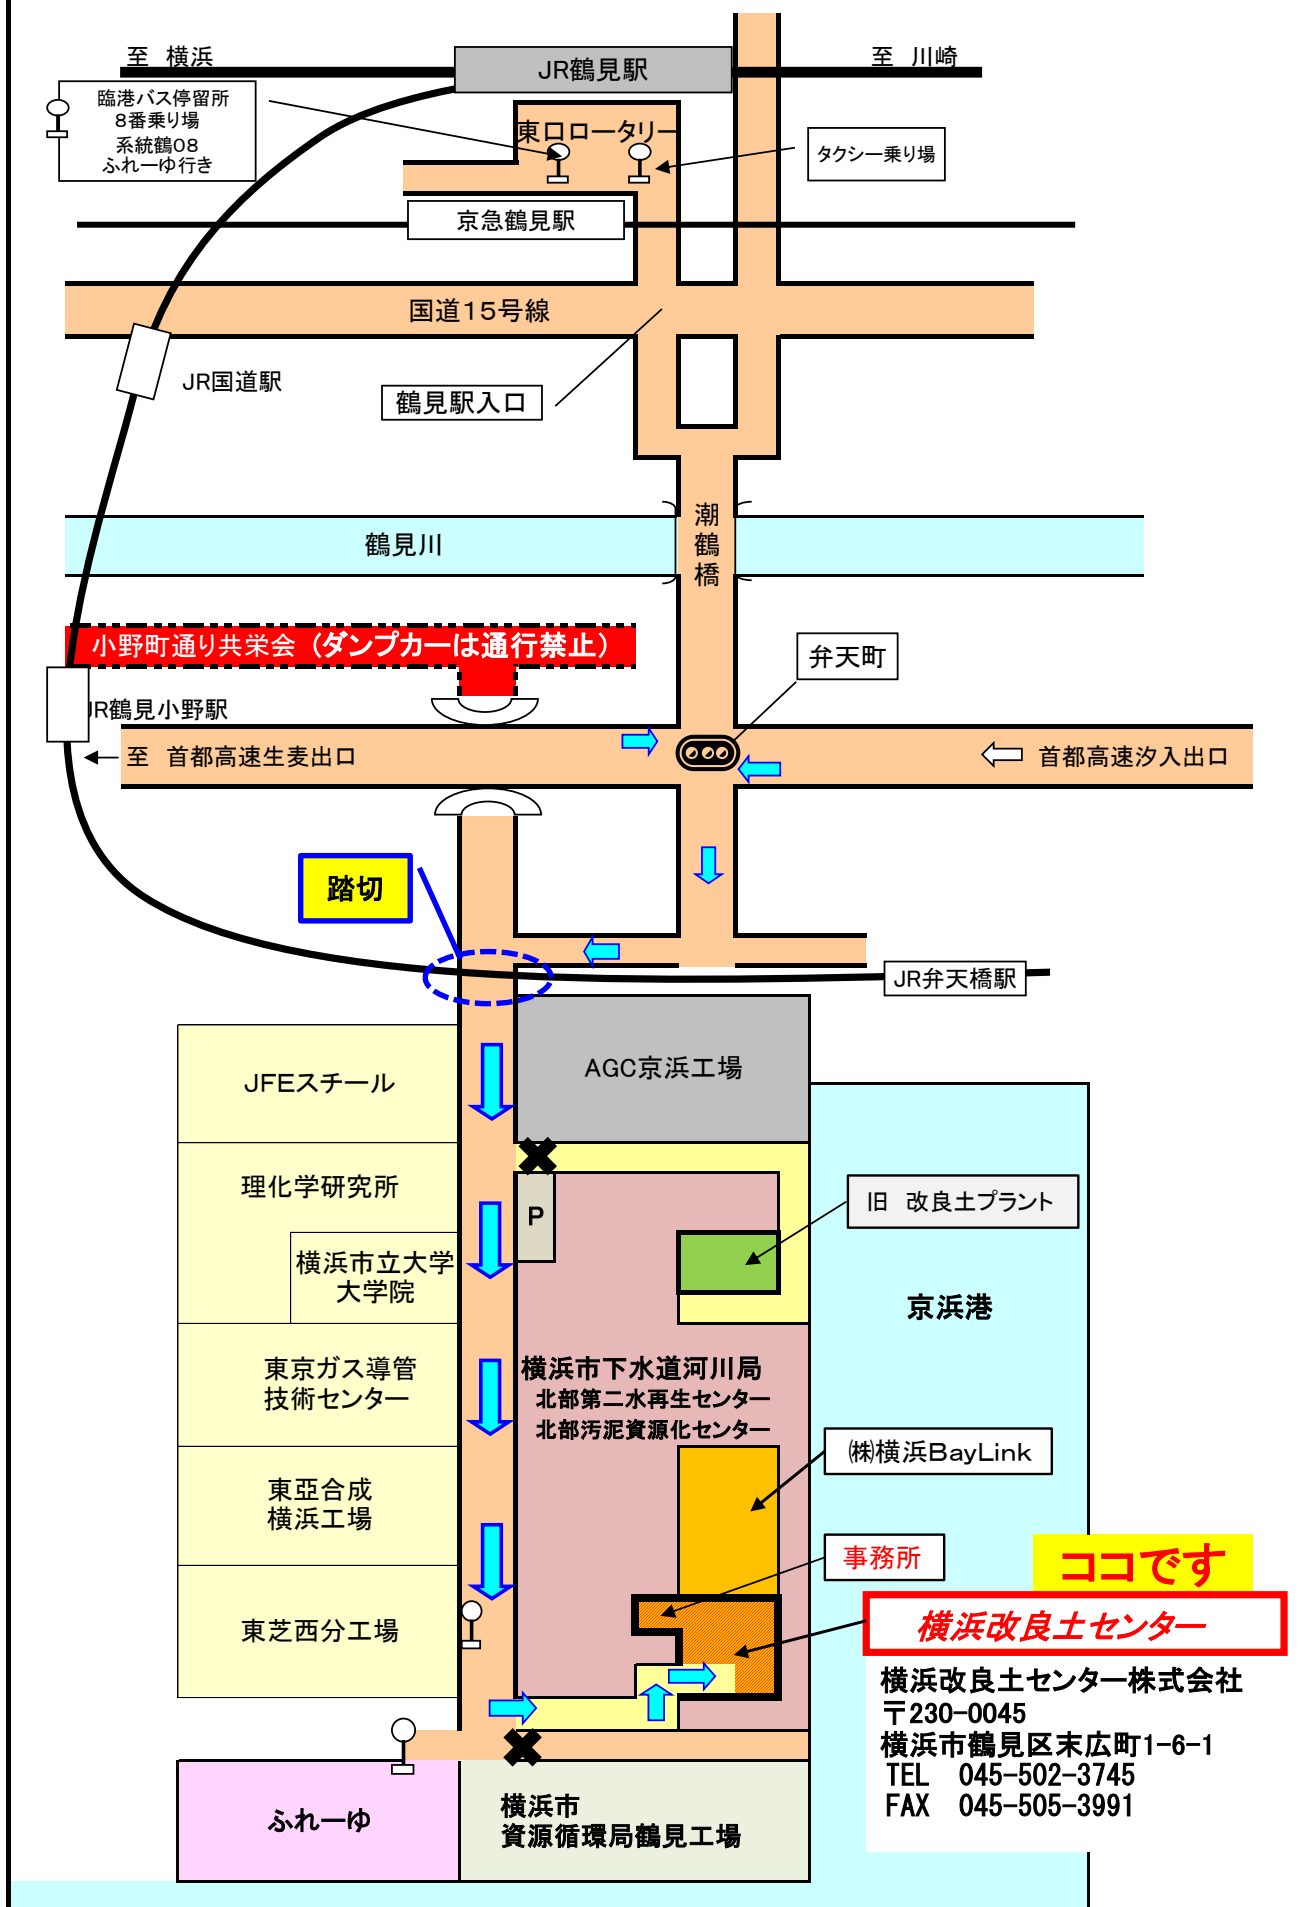 至　横浜
JR鶴見駅
至　川崎
臨港バス停留所
8番乗り場
系統鶴08
ふれーゆ行き
東口ロータリー
タクシー乗り場
京急鶴見駅
国道15号線
JR国道駅
鶴見駅入口
潮鶴橋
鶴見川
小野町通り共栄会（ダンプカーは通行禁止）
弁天町
JR鶴見小野駅
至　首都高速生麦出口
首都高速汐入出口
踏切
JR弁天橋駅
AGC京浜工場
JFEスチール
理化学研究所
P
旧　改良土プラント
横浜市立大学
大学院
京浜港
東京ガス導管
技術センター
横浜市下水道河川局
北部第二水再生センター
北部汚泥資源化センター
㈱横浜BayLink
東亞合成
横浜工場
事務所
ココです
東芝西分工場
横浜改良土センター
横浜改良土センター株式会社
〒230-0045
横浜市鶴見区末広町1-6-1
TEL　045-502-3745
FAX　045-505-3991
ふれーゆ
横浜市
資源循環局鶴見工場